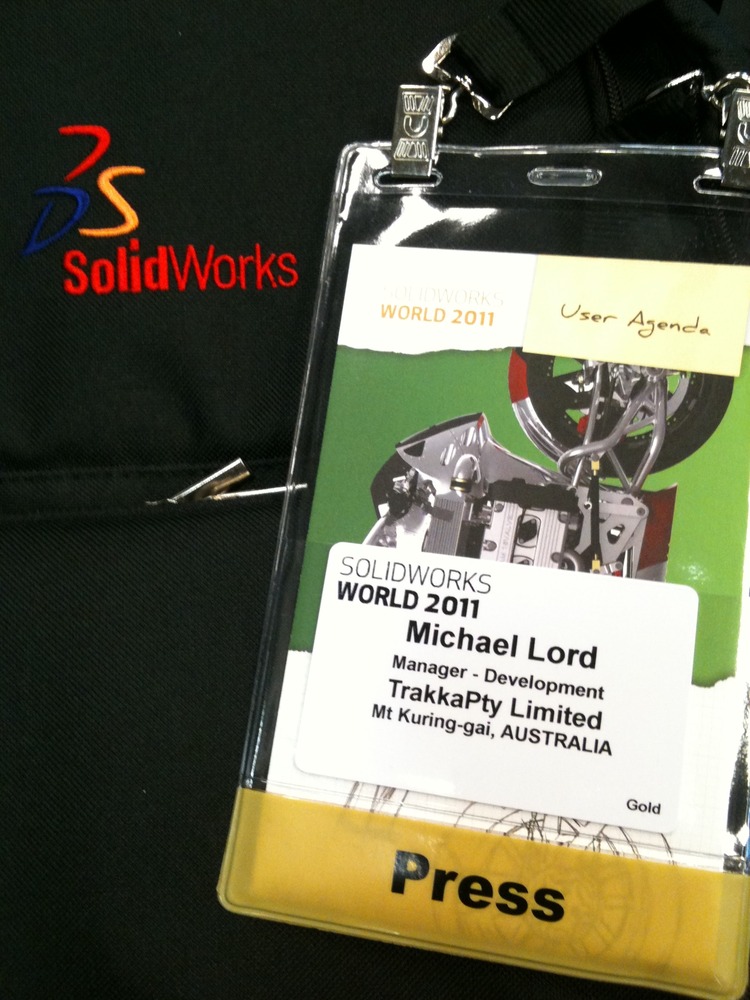 DS
SolidWorks
SOLIDWORKS
WORLD 2011
User Agenda
SOLIDWORKS
WORLD 2011
Michael Lord
Manager - Development
TrakkaPty Limited
Mt Kuring-gai, AUSTRALIA
Gold
Press